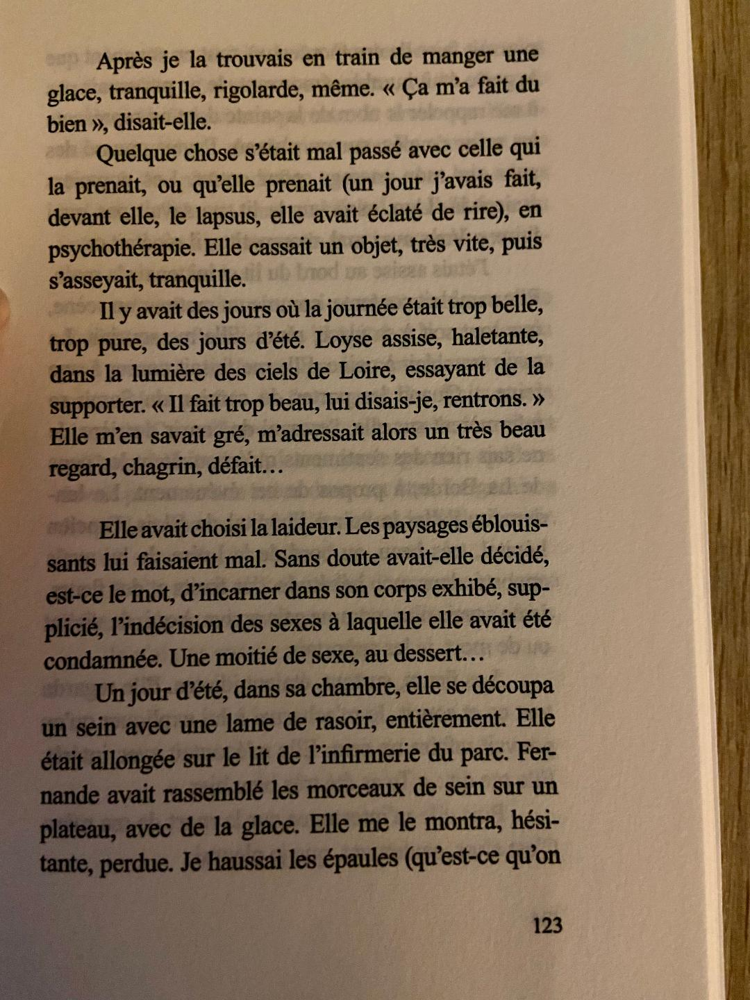 Après je la trouvais en train de manger une
glace, tranquille, rigolarde, même. « Ça m'a fait du
bien », disait-elle.
Quelque chose s'était mal passé avec celle qui
la prenait, ou qu'elle prenait (un jour j'avais fait,
devant elle, le lapsus, elle avait éclaté de rire), en
psychothérapie. Elle cassait un objet, très vite, puis
s'asseyait, tranquille.
Il y avait des jours où la journée était trop belle,
trop pure, des jours d'été. Loyse assise, haletante,
dans la lumière des ciels de Loire, essayant de la
supporter. « Il fait trop beau, lui disais-je, rentrons. »
Elle m'en savait gré, m'adressait alors un très beau
regard, chagrin, défait…
Elle avait choisi la laideur. Les paysages éblouis-
sants lui faisaient mal. Sans doute avait-elle décidé,
est-ce le mot, d'incarner dans son corps exhibé, sup-
plicié, l'indécision des sexes à laquelle elle avait été
condamnée. Une moitié de sexe, au dessert…
Un jour d'été, dans sa chambre, elle se découpa
un sein avec une lame de rasoir, entièrement. Elle
était allongée sur le lit de l'infirmerie du parc. Fer-
nande avait rassemblé les morceaux de sein sur un
plateau, avec de la glace. Elle me le montra, hési-
tante, perdue. Je haussai les épaules (qu'est-ce qu'on
123